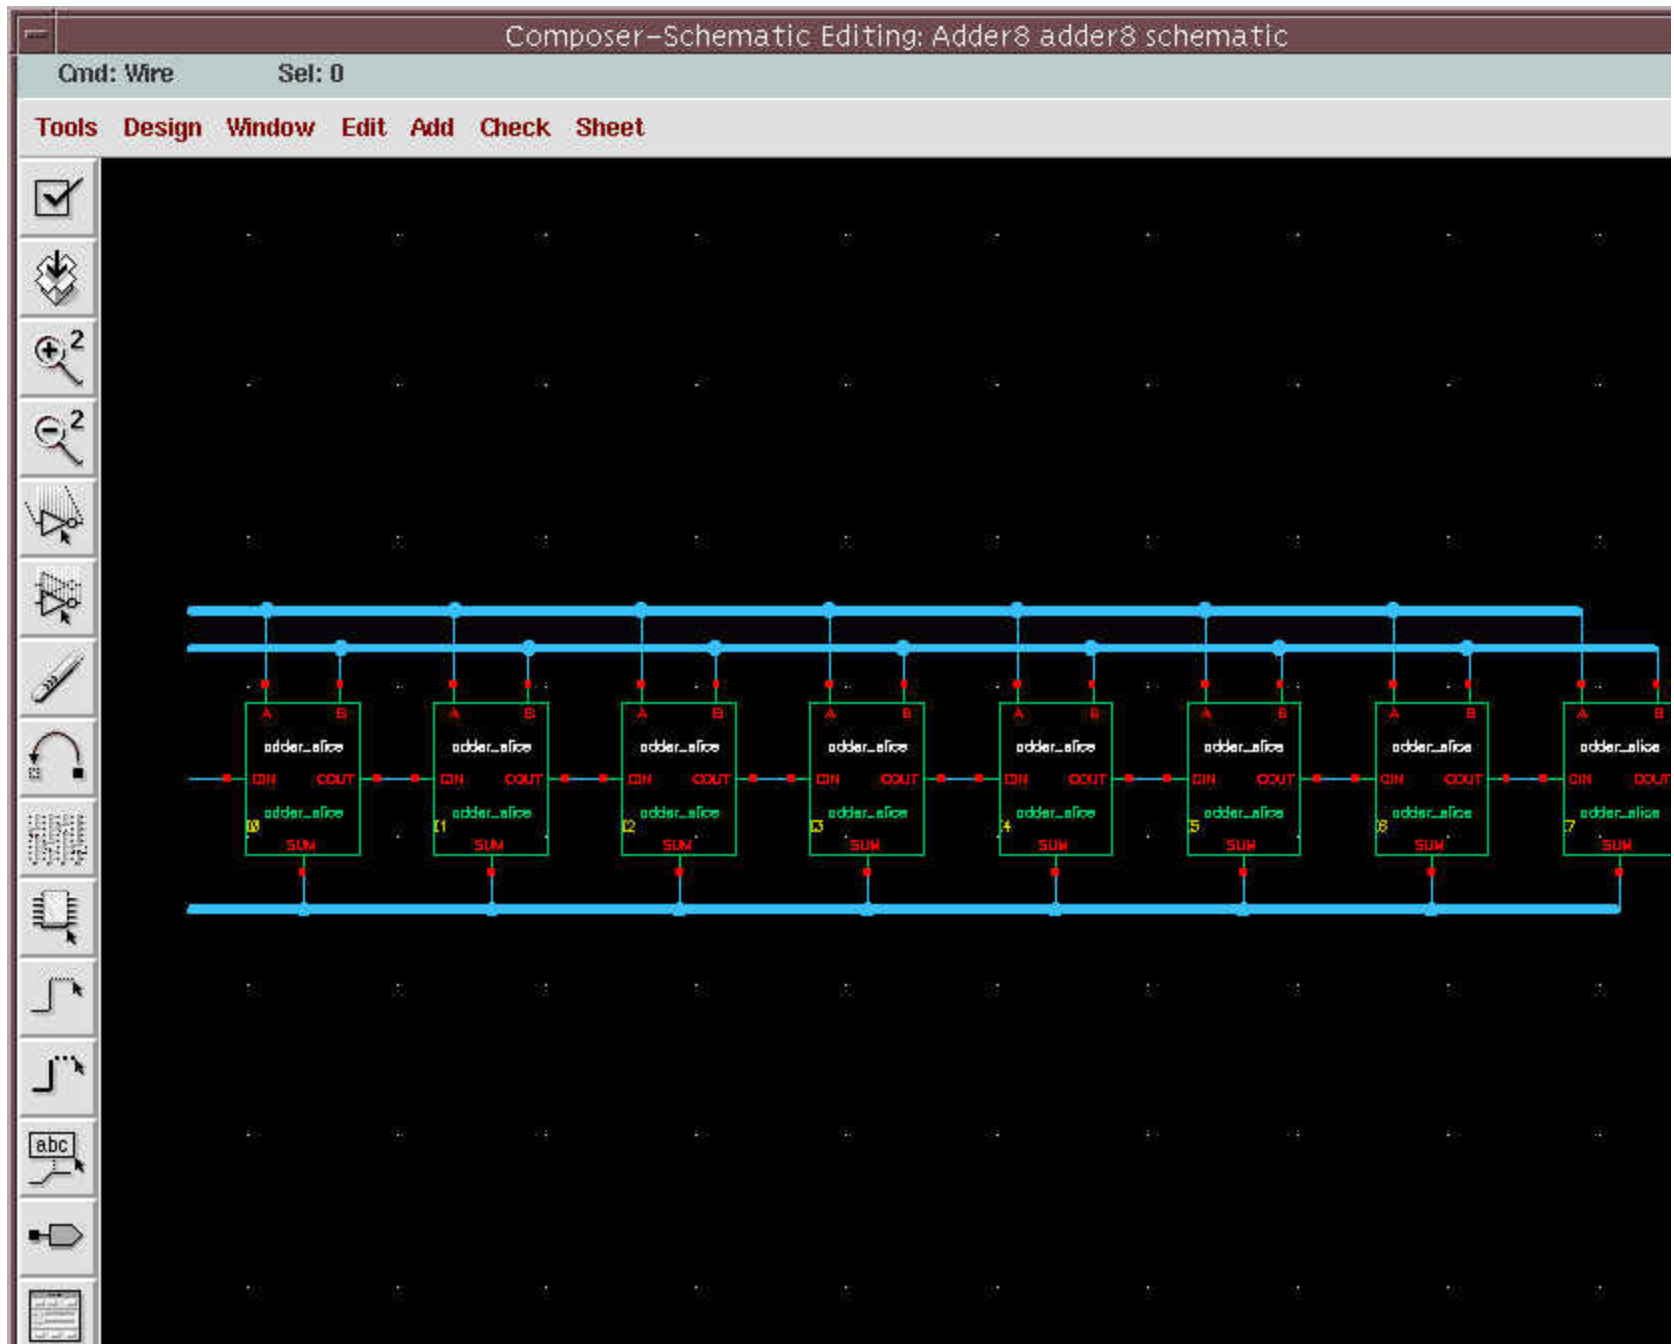 Composer-Schematic Editing: Adder8 adder8 schematic
Cmd: Wire Sel: 0
Tools Design Window Edit Add Check Sheet
2
2
abc
A B A B A B A B A B A B A B A B
adder_slice adder_slice adder_slice adder_slice adder_slice adder_slice adder_slice adder_slice
CIN COUT CIN COUT CIN COUT CIN COUT CIN COUT CIN COUT CIN COUT CIN COUT
adder_slice adder_slice adder_slice adder_slice adder_slice adder_slice adder_slice adder_slice
I0 I1 I2 I3 I4 I5 I6 I7
SUM SUM SUM SUM SUM SUM SUM SUM